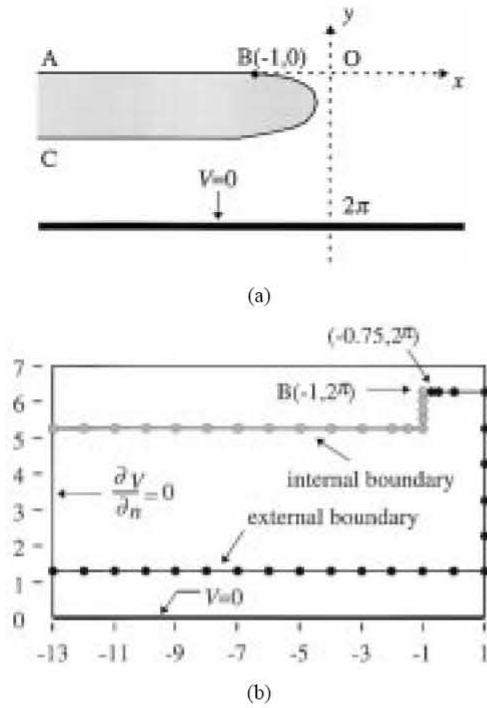 y
A
B(-1,0)
O
x
C
V=0
2π
(a)
(-0.75,2π)
7
B(-1,2π)
6
5
internal boundary
4
∂V/∂n=0
3
external boundary
2
1
V=0
0
-13 -11 -9 -7 -5 -3 -1 1
(b)